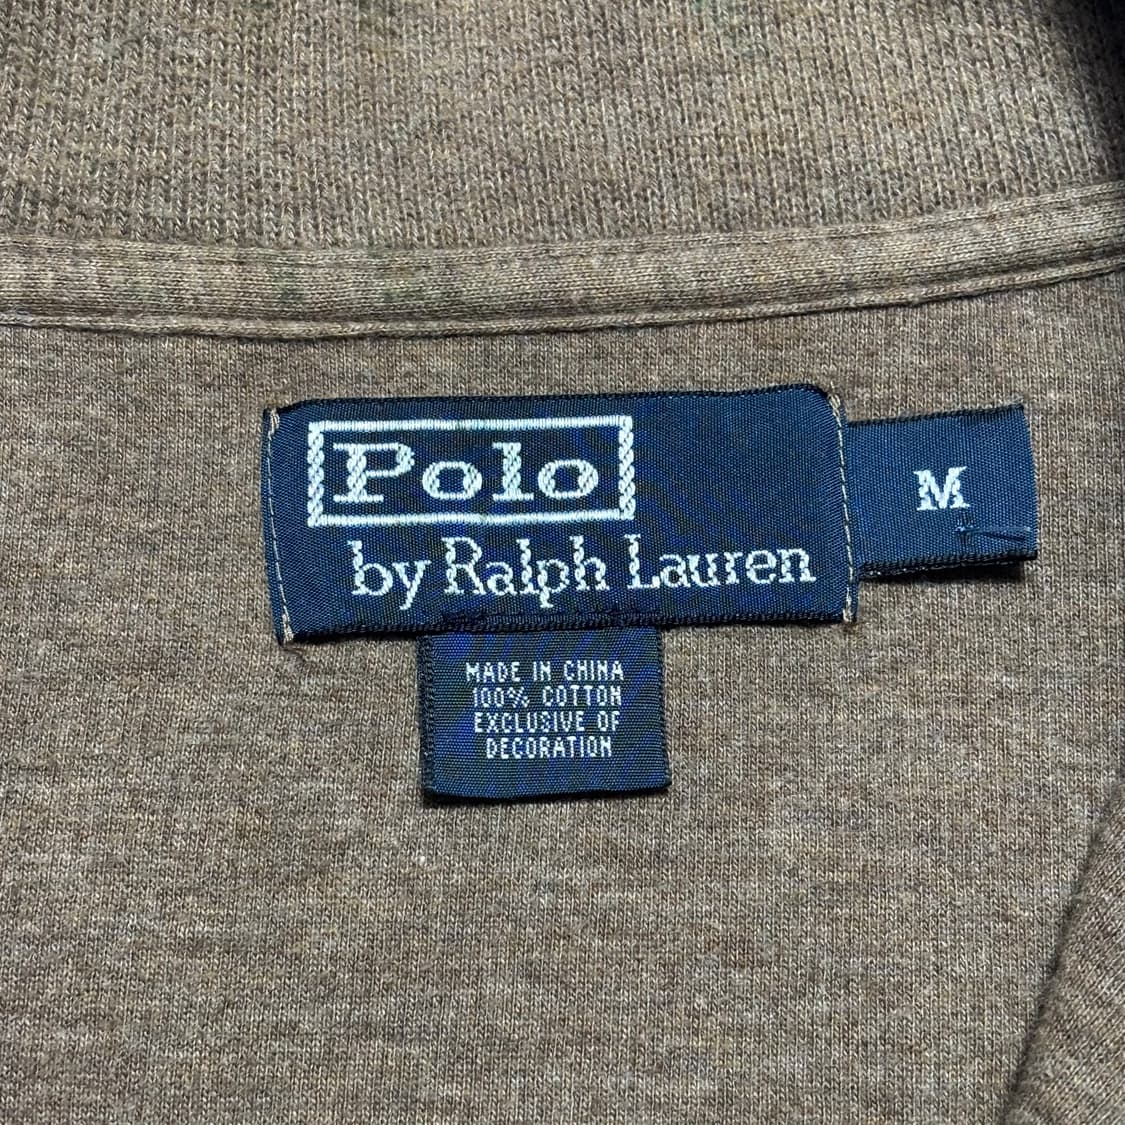 Polo
by Ralph Lauren
M
MADE IN CHINA
100% COTTON
EXCLUSIVE OF
DECORATION